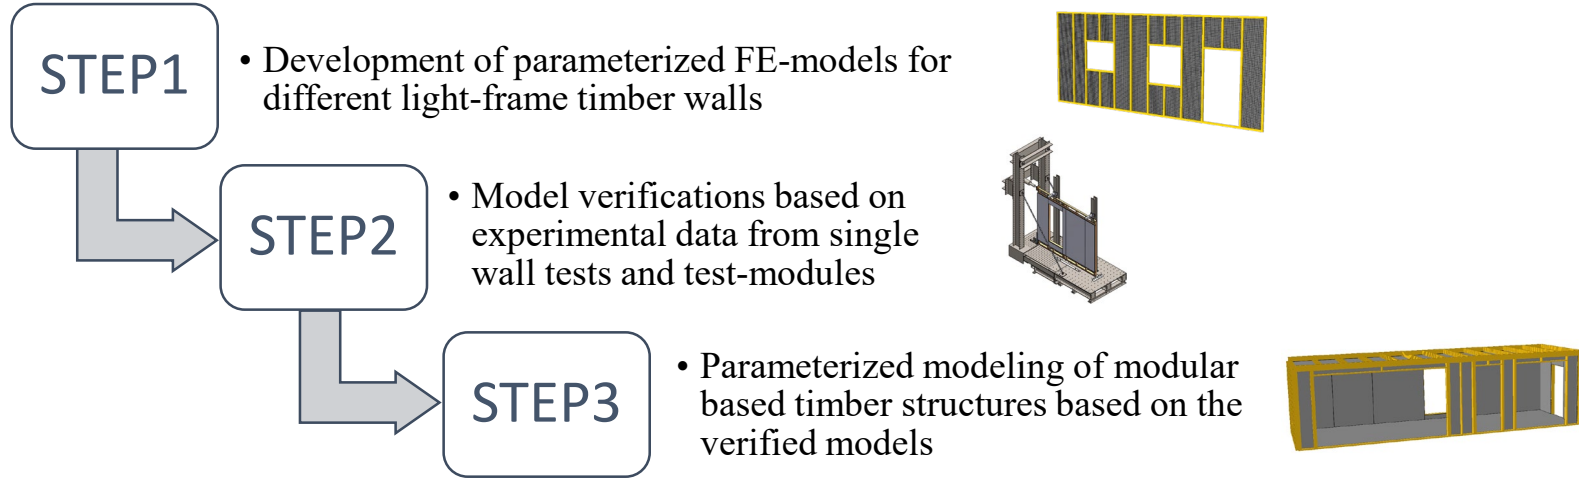 STEP1
• Development of parameterized FE-models for
different light-frame timber walls
STEP2
• Model verifications based on
experimental data from single
wall tests and test-modules
STEP3
• Parameterized modeling of modular
based timber structures based on the
verified models